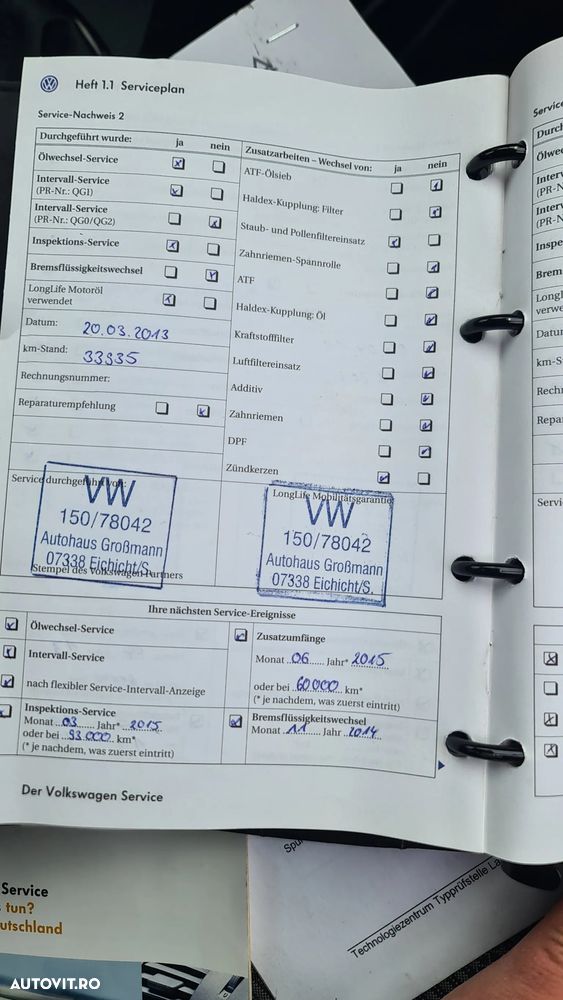 Heft 1.1 Serviceplan
Service-Nachweis 2
Durchgeführt wurde: ja nein
Ölwechsel-Service
Intervall-Service
(PR-Nr.: QG1)
Intervall-Service
(PR-Nr.: QG0/QG2)
Inspektions-Service
Bremsflüssigkeitswechsel
LongLife Motoröl
verwendet
Datum: 20.03.2013
km-Stand: 33335
Rechnungsnummer:
Reparaturempfehlung
Zusatzarbeiten – Wechsel von: ja nein
ATF-Ölsieb
Haldex-Kupplung: Filter
Staub- und Pollenfiltereinsatz
Zahnriemen-Spannrolle
ATF
Haldex-Kupplung: Öl
Kraftstofffilter
Luftfiltereinsatz
Additiv
Zahnriemen
DPF
Zündkerzen
Service durchgeführt von:
VW
150/78042
Autohaus Großmann
07338 Eichicht/S.
Stempel des Volkswagen Partners
LongLife Mobilitätsgarantie
VW
150/78042
Autohaus Großmann
07338 Eichicht/S.
Ihre nächsten Service-Ereignisse
Ölwechsel-Service
Intervall-Service
nach flexibler Service-Intervall-Anzeige
Inspektions-Service
Monat 03 Jahr* 2015
oder bei 93.000 km*
(* je nachdem, was zuerst eintritt)
Zusatzumfänge
Monat 06 Jahr* 2015
oder bei 60000 km*
(* je nachdem, was zuerst eintritt)
Bremsflüssigkeitswechsel
Monat 11 Jahr 2014
Der Volkswagen Service
Service
tun?
utschland
Technologiezentrum Typprüfstelle La
AUTOVIT.RO